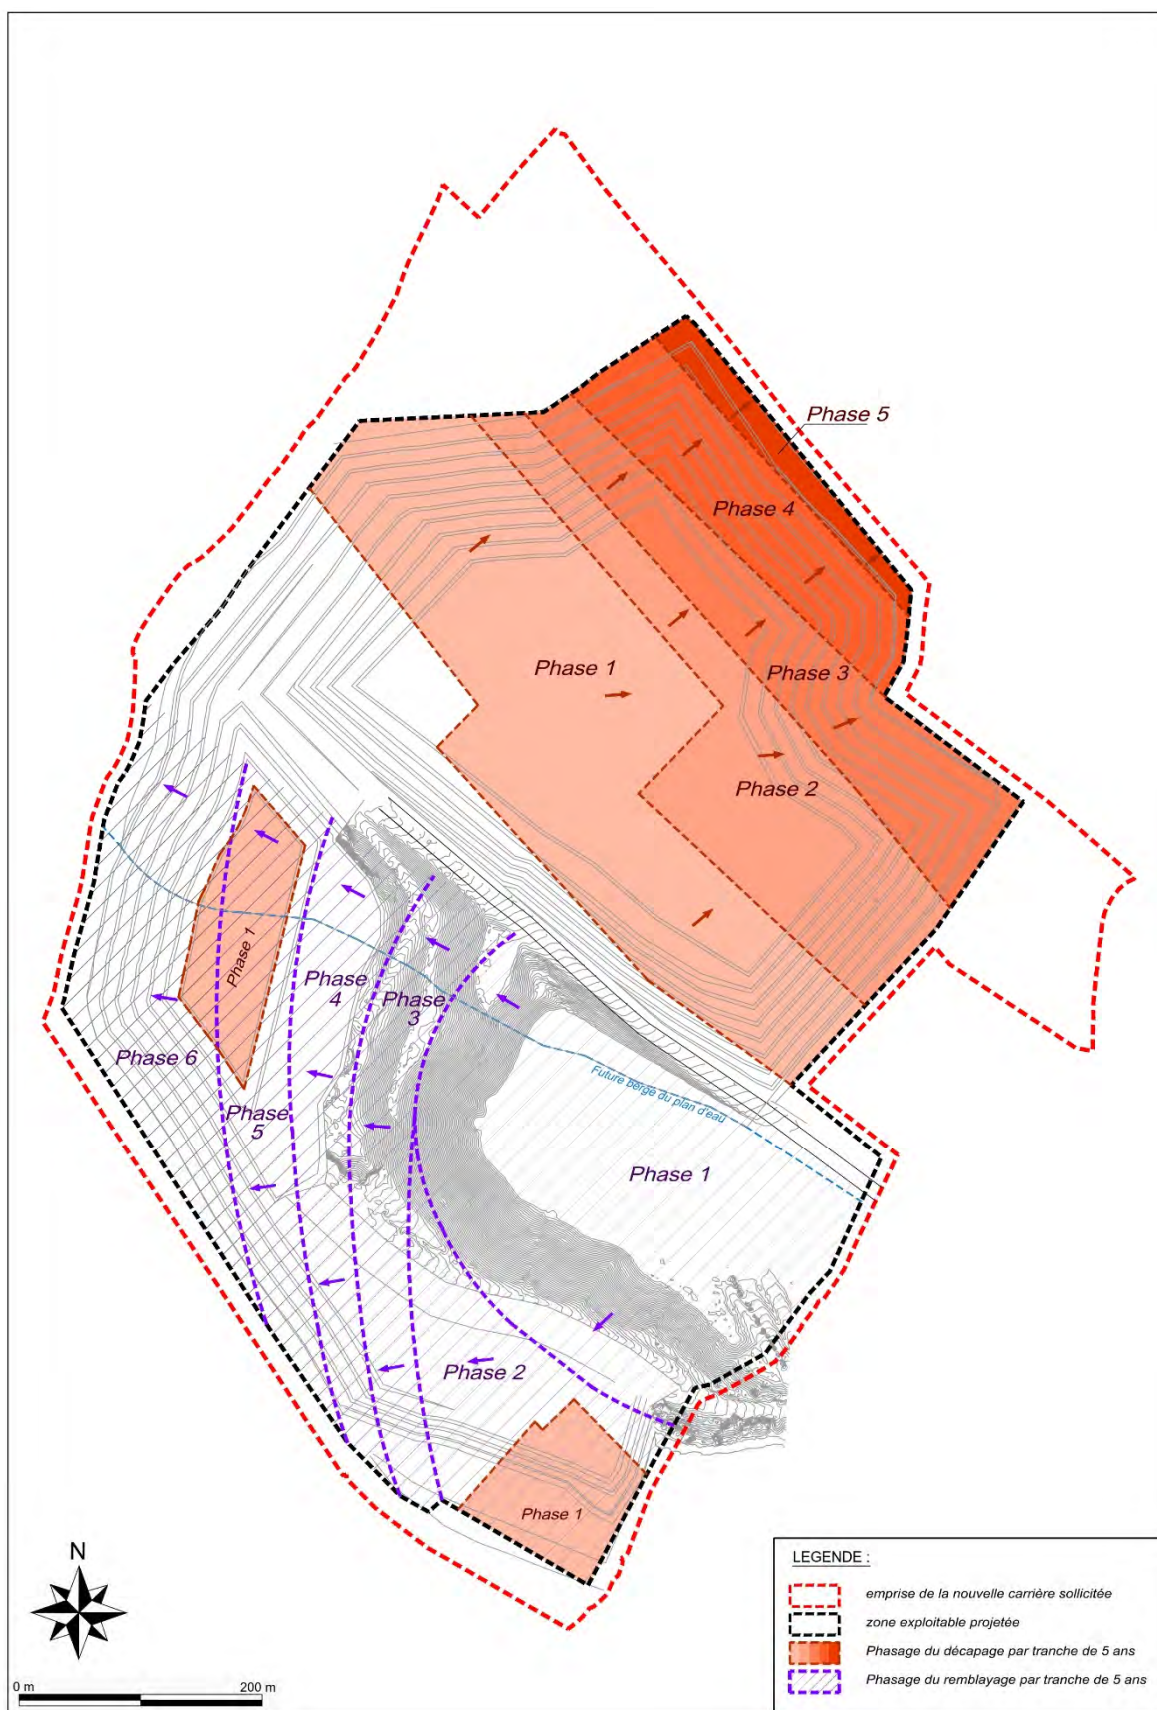 Phase 5
Phase 4
Phase 1
Phase 3
Phase 2
Phase 1
Phase
4
Phase
3
Phase 6
Phase
5
Future berge du plan d'eau
Phase 1
Phase 2
Phase 1
N
0 m
200 m
LEGENDE :
emprise de la nouvelle carrière sollicitée
zone exploitable projetée
Phasage du décapage par tranche de 5 ans
Phasage du remblayage par tranche de 5 ans